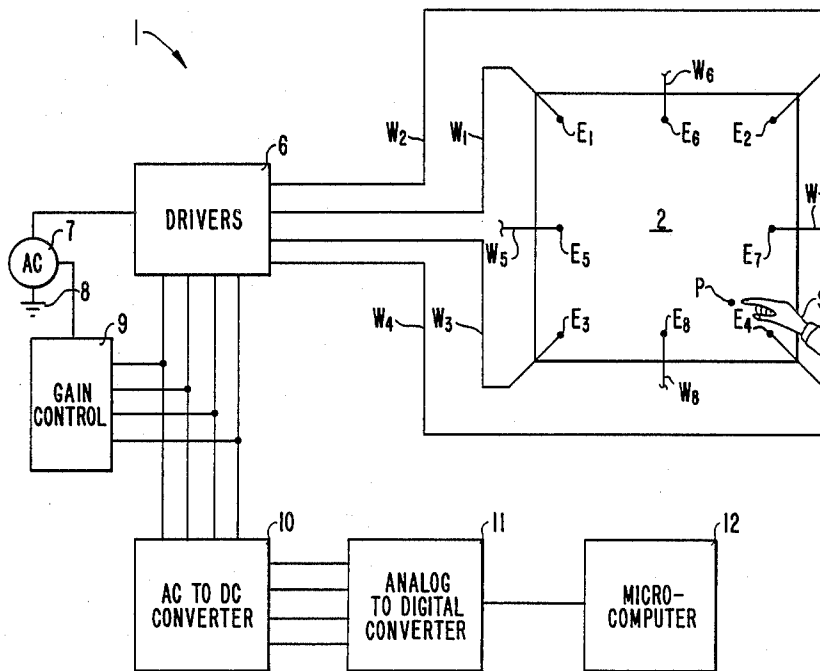 1
W6
E1
E6
E2
W2
W1
6
DRIVERS
7
AC
8
W5
E5
2
W
E7
P
S
9
GAIN
CONTROL
W4
W3
E3
E8
E4
W8
10
AC TO DC
CONVERTER
11
ANALOG
TO DIGITAL
CONVERTER
12
MICRO-
COMPUTER